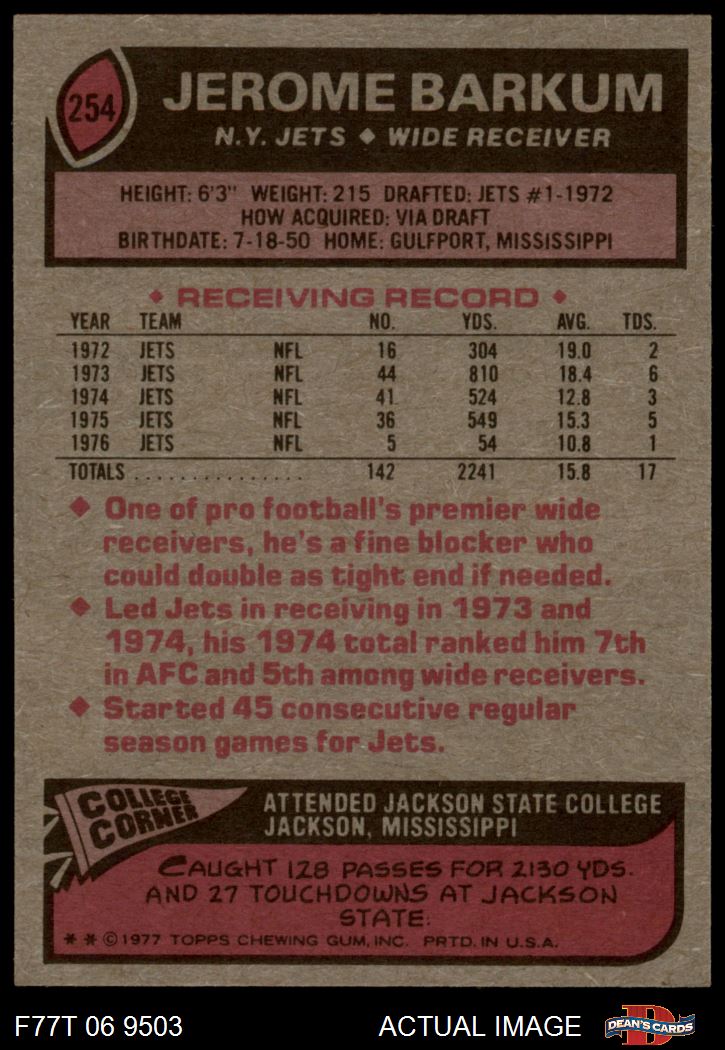 254
JEROME BARKUM
N.Y. JETS ◆ WIDE RECEIVER
HEIGHT: 6'3" WEIGHT: 215 DRAFTED: JETS #1-1972
HOW ACQUIRED: VIA DRAFT
BIRTHDATE: 7-18-50 HOME: GULFPORT, MISSISSIPPI
◆ RECEIVING RECORD ◆
YEAR TEAM NO. YDS. AVG. TDS.
1972 JETS NFL 16 304 19.0 2
1973 JETS NFL 44 810 18.4 6
1974 JETS NFL 41 524 12.8 3
1975 JETS NFL 36 549 15.3 5
1976 JETS NFL 5 54 10.8 1
TOTALS . . . . . . . . . . . . . . . 142 2241 15.8 17
◆ One of pro football's premier wide
receivers, he's a fine blocker who
could double as tight end if needed.
◆ Led Jets in receiving in 1973 and
1974, his 1974 total ranked him 7th
in AFC and 5th among wide receivers.
◆ Started 45 consecutive regular
season games for Jets.
COLLEGE
CORNER
ATTENDED JACKSON STATE COLLEGE
JACKSON, MISSISSIPPI
CAUGHT 128 PASSES FOR 2130 YDS.
AND 27 TOUCHDOWNS AT JACKSON
STATE.
* * © 1977 TOPPS CHEWING GUM, INC. PRTD. IN U.S.A.
F77T 06 9503 ACTUAL IMAGE
D
DEAN'S CARDS